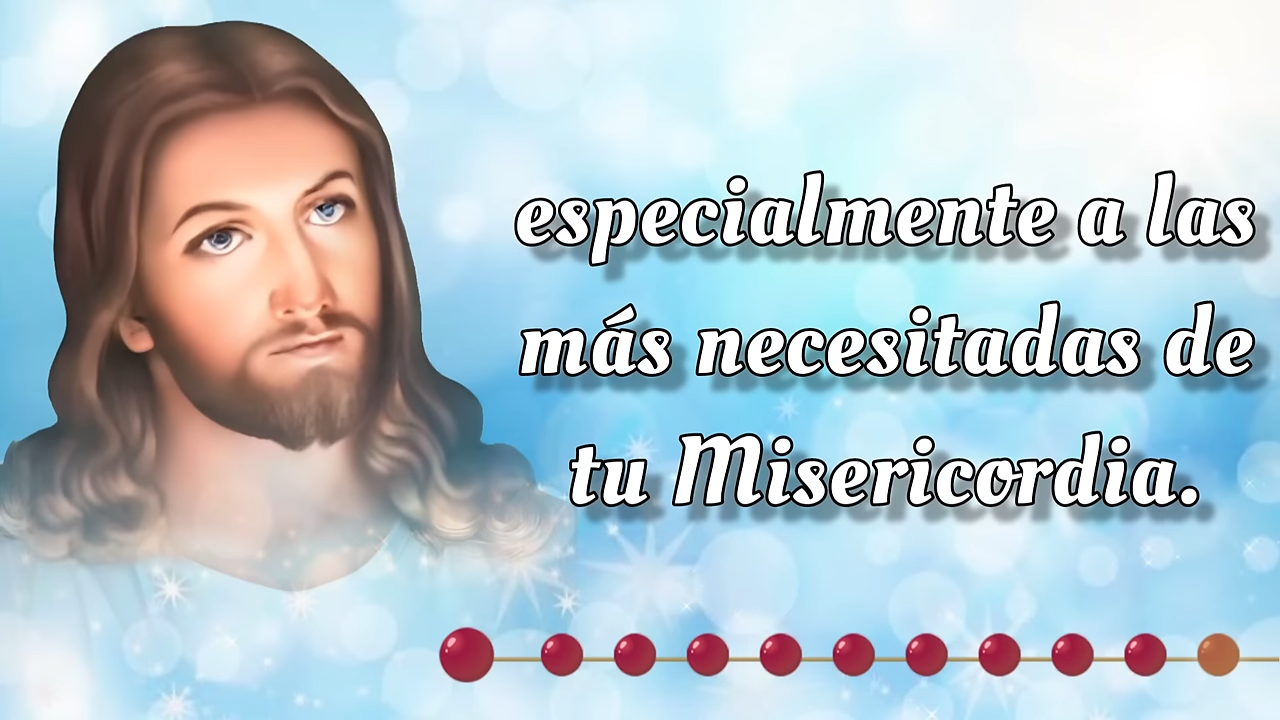 especialmente a las
más necesitadas de
tu Misericordia.